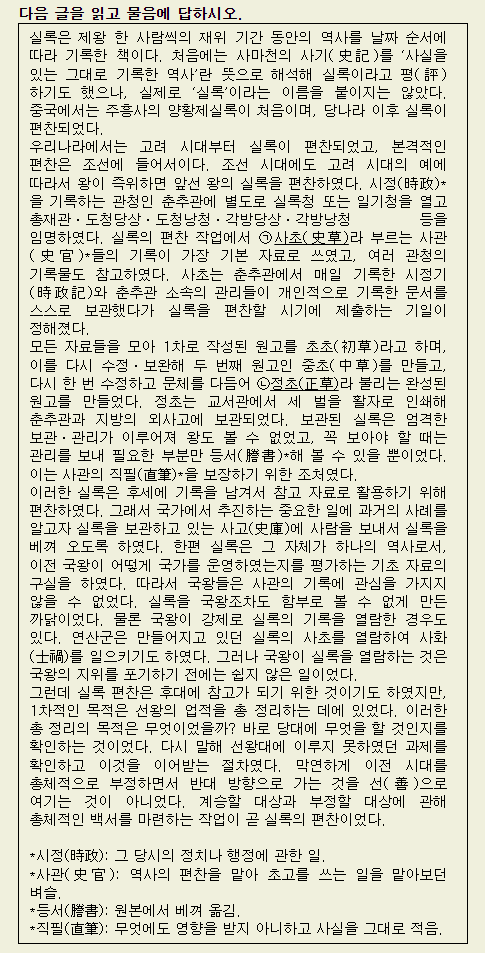 다음 글을 읽고 물음에 답하시오.
실록은 제왕 한 사람씩의 재위 기간 동안의 역사를 날짜 순서에
따라 기록한 책이다. 처음에는 사마천의 사기(史記)를 ‘사실을
있는 그대로 기록한 역사’란 뜻으로 해석해 실록이라고 평(評)
하기도 했으나, 실제로 ‘실록’이라는 이름을 붙이지는 않았다.
중국에서는 주흥사의 양황제실록이 처음이며, 당나라 이후 실록이
편찬되었다.
우리나라에서는 고려 시대부터 실록이 편찬되었고, 본격적인
편찬은 조선에 들어서이다. 조선 시대에도 고려 시대의 예에
따라서 왕이 즉위하면 앞선 왕의 실록을 편찬하였다. 시정(時政)*
을 기록하는 관청인 춘추관에 별도로 실록청 또는 일기청을 열고
총재관・도청당상・도청낭청・각방당상・각방낭청 등을
임명하였다. 실록의 편찬 작업에서 ㉠사초(史草)라 부르는 사관
(史官)*들의 기록이 가장 기본 자료로 쓰였고, 여러 관청의
기록물도 참고하였다. 사초는 춘추관에서 매일 기록한 시정기
(時政記)와 춘추관 소속의 관리들이 개인적으로 기록한 문서를
스스로 보관했다가 실록을 편찬할 시기에 제출하는 기일이
정해졌다.
모든 자료들을 모아 1차로 작성된 원고를 초초(初草)라고 하며,
이를 다시 수정・보완해 두 번째 원고인 중초(中草)를 만들고,
다시 한 번 수정하고 문체를 다듬어 ㉡정초(正草)라 불리는 완성된
원고를 만들었다. 정초는 교서관에서 세 벌을 활자로 인쇄해
춘추관과 지방의 외사고에 보관되었다. 보관된 실록은 엄격한
보관・관리가 이루어져 왕도 볼 수 없었고, 꼭 보아야 할 때는
관리를 보내 필요한 부분만 등서(謄書)*해 볼 수 있을 뿐이었다.
이는 사관의 직필(直筆)*을 보장하기 위한 조처였다.
이러한 실록은 후세에 기록을 남겨서 참고 자료로 활용하기 위해
편찬하였다. 그래서 국가에서 추진하는 중요한 일에 과거의 사례를
알고자 실록을 보관하고 있는 사고(史庫)에 사람을 보내서 실록을
베껴 오도록 하였다. 한편 실록은 그 자체가 하나의 역사로서,
이전 국왕이 어떻게 국가를 운영하였는지를 평가하는 기초 자료의
구실을 하였다. 따라서 국왕들은 사관의 기록에 관심을 가지지
않을 수 없었다. 실록을 국왕조차도 함부로 볼 수 없게 만든
까닭이었다. 물론 국왕이 강제로 실록의 기록을 열람한 경우도
있다. 연산군은 만들어지고 있던 실록의 사초를 열람하여 사화
(士禍)를 일으키기도 하였다. 그러나 국왕이 실록을 열람하는 것은
국왕의 지위를 포기하기 전에는 쉽지 않은 일이었다.
그런데 실록 편찬은 후대에 참고가 되기 위한 것이기도 하였지만,
1차적인 목적은 선왕의 업적을 총 정리하는 데에 있었다. 이러한
총 정리의 목적은 무엇이었을까? 바로 당대에 무엇을 할 것인지를
확인하는 것이었다. 다시 말해 선왕대에 이루지 못하였던 과제를
확인하고 이것을 이어받는 절차였다. 막연하게 이전 시대를
총체적으로 부정하면서 반대 방향으로 가는 것을 선(善)으로
여기는 것이 아니었다. 계승할 대상과 부정할 대상에 관해
총체적인 백서를 마련하는 작업이 곧 실록의 편찬이었다.
*시정(時政): 그 당시의 정치나 행정에 관한 일.
*사관(史官): 역사의 편찬을 맡아 초고를 쓰는 일을 맡아보던
벼슬.
*등서(謄書): 원본에서 베껴 옮김.
*직필(直筆): 무엇에도 영향을 받지 아니하고 사실을 그대로 적음.